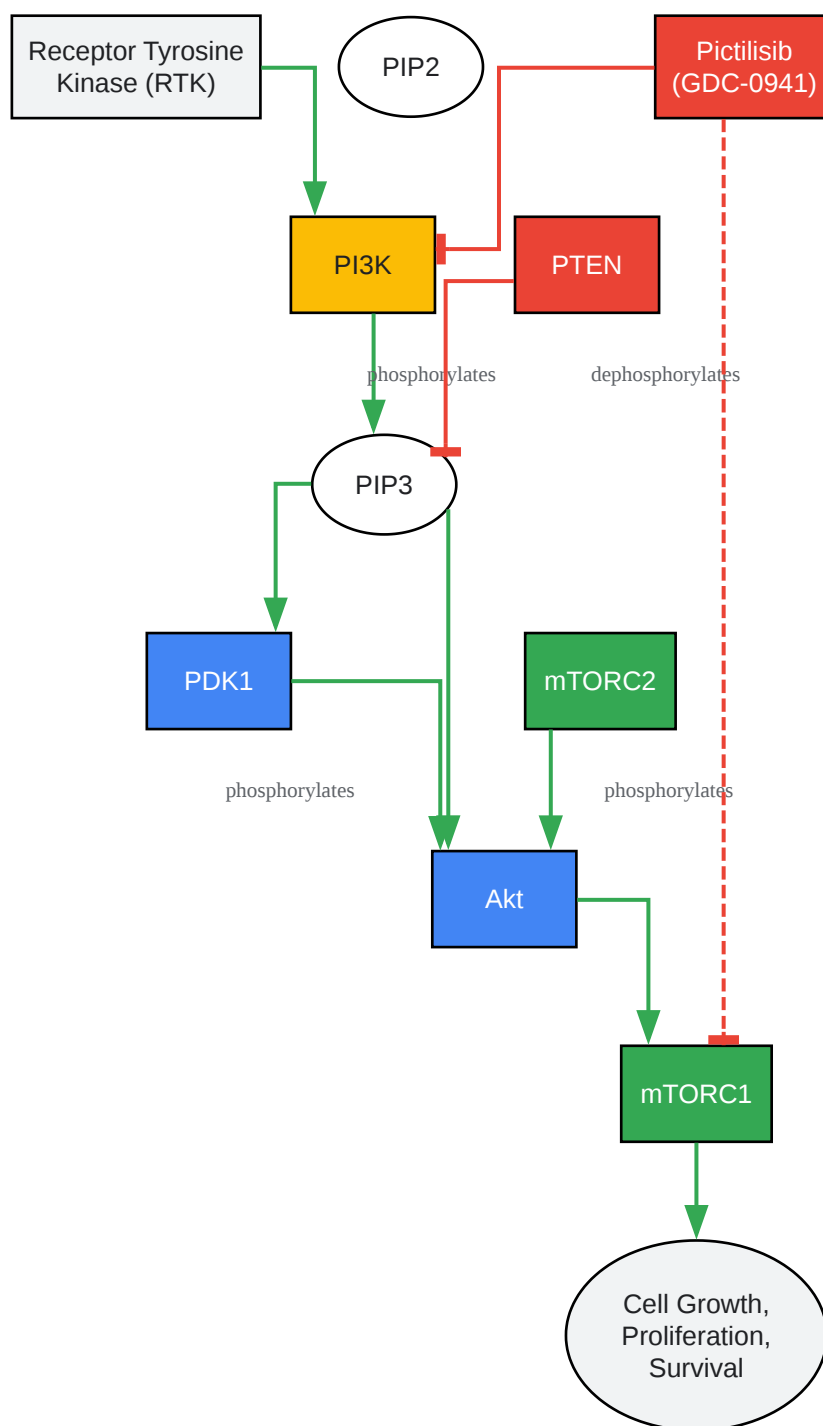 Receptor Tyrosine
Kinase (RTK)
PIP2
Pictilisib
(GDC-0941)
PI3K
PTEN
phosphorylates
dephosphorylates
PIP3
PDK1
mTORC2
phosphorylates
phosphorylates
Akt
mTORC1
Cell Growth,
Proliferation,
Survival